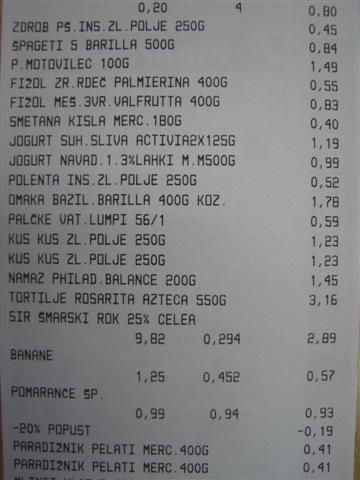 0,20 4 0,80
ZDROB PŠ.INS.ZL.POLJE 250G 0,45
ŠPAGETI 5 BARILLA 500G 0,84
P.MOTOVILEC 100G 1,49
FIŽOL ZR.RDEČ PALMIERINA 400G 0,55
FIŽOL MEŠ.3VR.VALFRUTTA 400G 0,83
SMETANA KISLA MERC.180G 0,40
JOGURT SUH.SLIVA ACTIVIA2X125G 1,19
JOGURT NAVAD.1.3%LAHKI M.M500G 0,99
POLENTA INS.ZL.POLJE 250G 0,52
OMAKA BAZIL.BARILLA 400G KOZ. 1,78
PALČKE VAT.LUMPI 56/1 0,59
KUS KUS ZL.POLJE 250G 1,23
KUS KUS ZL.POLJE 250G 1,23
NAMAZ PHILAD.BALANCE 200G 1,45
TORTILJE ROSARITA AZTECA 550G 3,16
SIR ŠMARSKI ROK 25% CELEA
9,82 0,294 2,89
BANANE
1,25 0,452 0,57
POMARANČE ŠP.
0,99 0,94 0,93
-20% POPUST -0,19
PARADIŽNIK PELATI MERC.400G 0,41
PARADIŽNIK PELATI MERC.400G 0,41